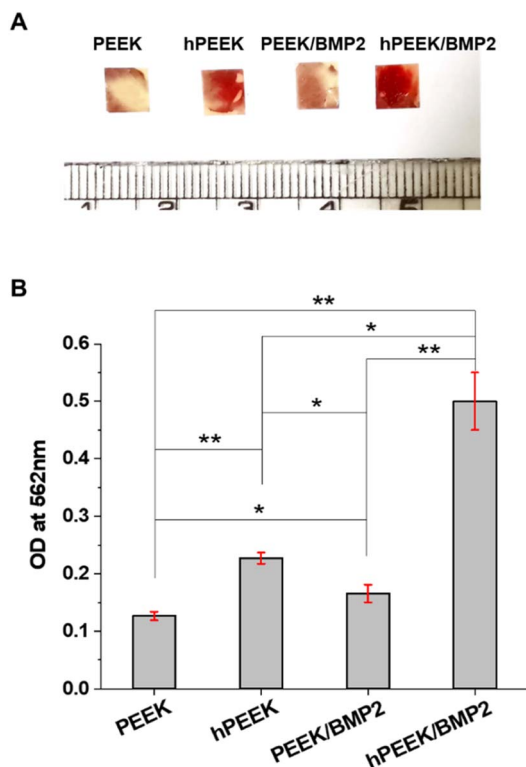 A
PEEK hPEEK PEEK/BMP2 hPEEK/BMP2
1 2 3 4 5
B
**
*
**
*
**
*
0.6
0.5
0.4
0.3
0.2
0.1
0.0
OD at 562nm
PEEK hPEEK PEEK/BMP2 hPEEK/BMP2